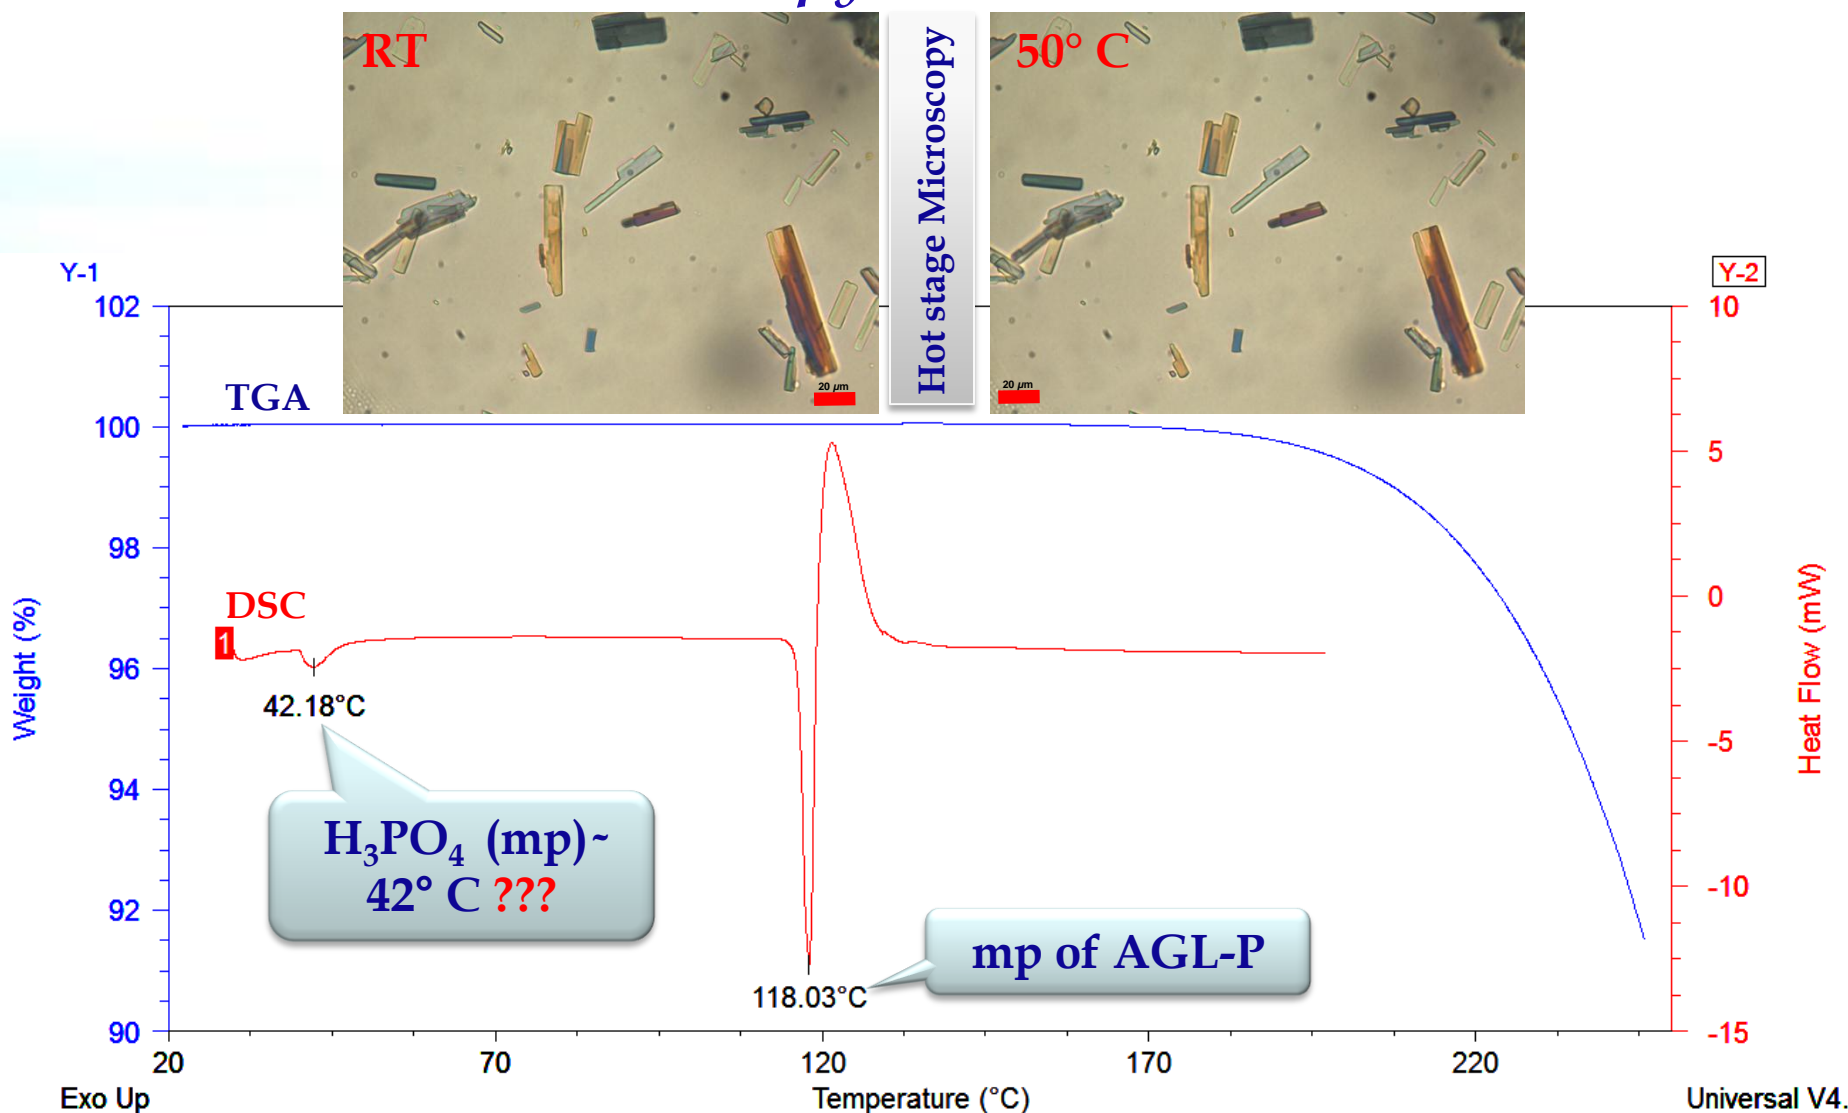 RT
Hot stage Microscopy
50° C
20 µm
20 µm
Y-1
Y-2
102
100
98
96
94
92
90
Weight (%)
TGA
DSC
1
42.18°C
H₃PO₄ (mp)~
42° C ???
118.03°C
mp of AGL-P
10
5
0
-5
-10
-15
Heat Flow (mW)
20
70
120
170
220
Exo Up
Temperature (°C)
Universal V4.